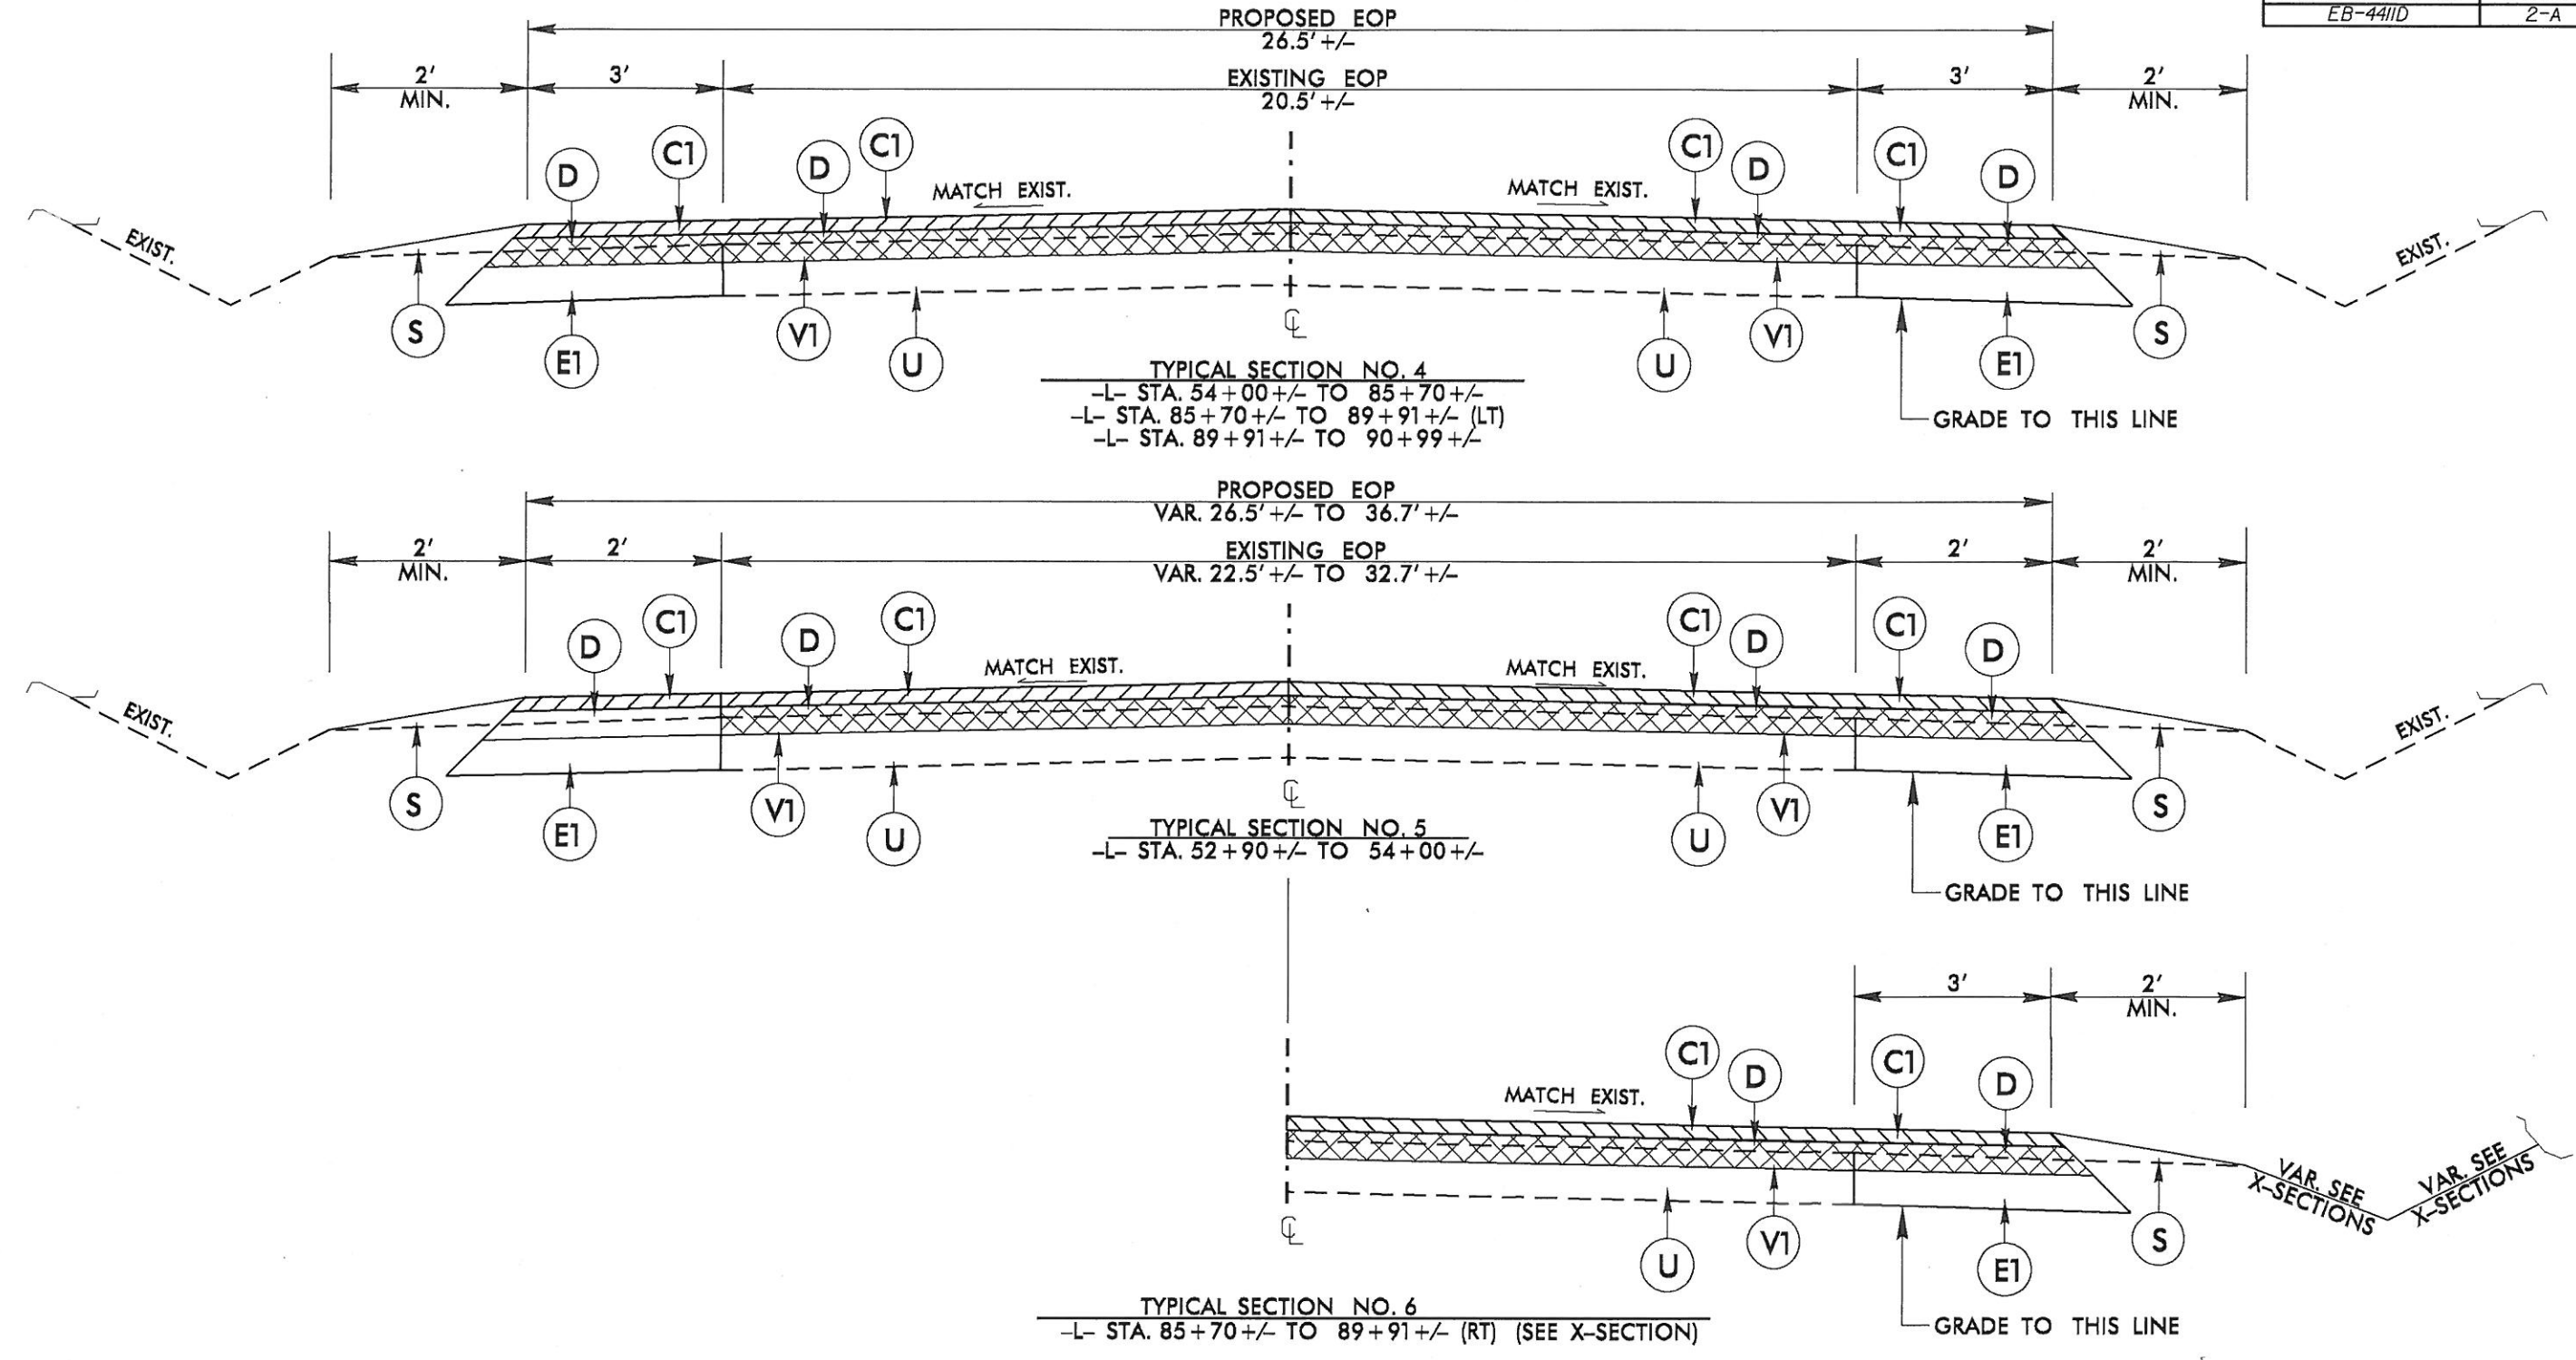 EB-4411D 2-A
PROPOSED EOP
26.5' +/-
2' MIN. 3' EXISTING EOP 3' 2' MIN.
20.5' +/-
D C1 D C1 C1 D C1 D
MATCH EXIST. MATCH EXIST.
EXIST. EXIST.
S E1 V1 U CL U V1 E1 S
TYPICAL SECTION NO. 4
-L- STA. 54+00+/- TO 85+70+/-
-L- STA. 85+70+/- TO 89+91+/- (LT)
-L- STA. 89+91+/- TO 90+99+/-
GRADE TO THIS LINE
PROPOSED EOP
VAR. 26.5' +/- TO 36.7' +/-
2' MIN. 2' EXISTING EOP 2' 2' MIN.
VAR. 22.5' +/- TO 32.7' +/-
D C1 D C1 C1 D C1 D
MATCH EXIST. MATCH EXIST.
EXIST. EXIST.
S E1 V1 U CL U V1 E1 S
TYPICAL SECTION NO. 5
-L- STA. 52+90+/- TO 54+00+/-
GRADE TO THIS LINE
3' 2' MIN.
C1 D C1 D
MATCH EXIST.
VAR. SEE X-SECTIONS
VAR. SEE X-SECTIONS
CL U V1 E1 S
TYPICAL SECTION NO. 6
-L- STA. 85+70+/- TO 89+91+/- (RT) (SEE X-SECTION)
GRADE TO THIS LINE